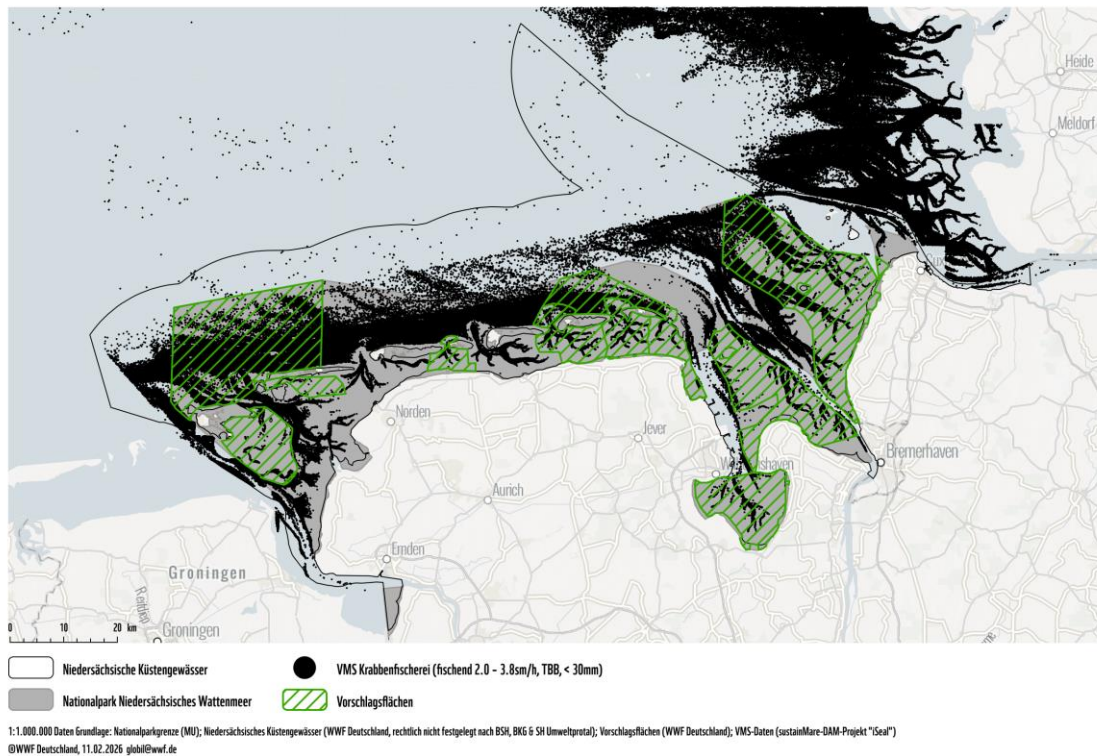 Heide
Meldorf
Norden
Jever
Bremerhaven
Aurich
Emden
Groningen
Groningen
0 10 20 km
Niedersächsische Küstengewässer
VMS Krabbenfischerei (fischend 2.0 – 3.8sm/h, TBB, < 30mm)
Nationalpark Niedersächsisches Wattenmeer
Vorschlagsflächen
1:1.000.000 Daten Grundlage: Nationalparkgrenze (MU); Niedersächsisches Küstengewässer (WWF Deutschland, rechtlich nicht festgelegt nach BSH, BKG & SH Umweltprotal); Vorschlagsflächen (WWF Deutschland); VMS-Daten (sustainMare-DAM-Projekt "iSeal")
©WWF Deutschland, 11.02.2026 globil@wwf.de